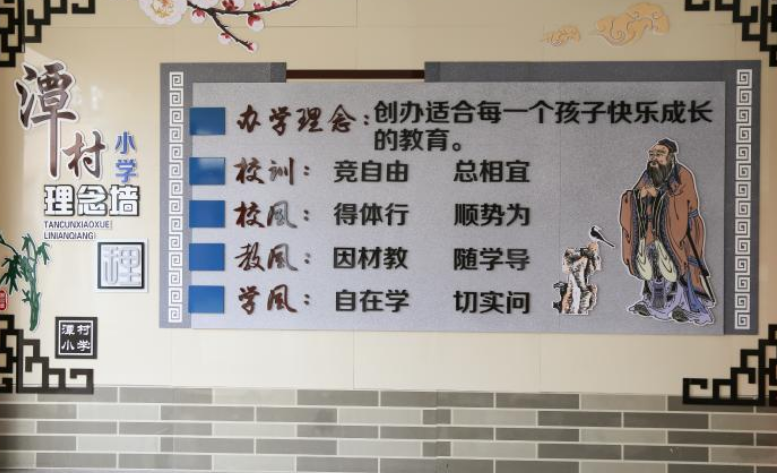 潭村
小学
理念墙
TANCUNXIAOXUE
LINIANQIANG
理
潭村
小学
办学理念：创办适合每一个孩子快乐成长
的教育。
校训：竞自由 总相宜
校风：得体行 顺势为
教风：因材教 随学导
学风：自在学 切实问